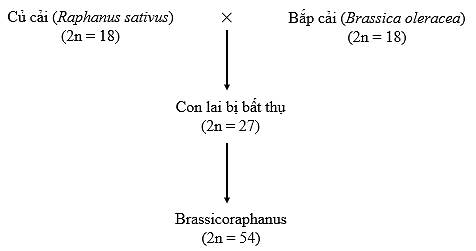 Củ cải (Raphanus sativus) × Bắp cải (Brassica oleracea)
(2n = 18) (2n = 18)
Con lai bị bất thụ
(2n = 27)
Brassicoraphanus
(2n = 54)